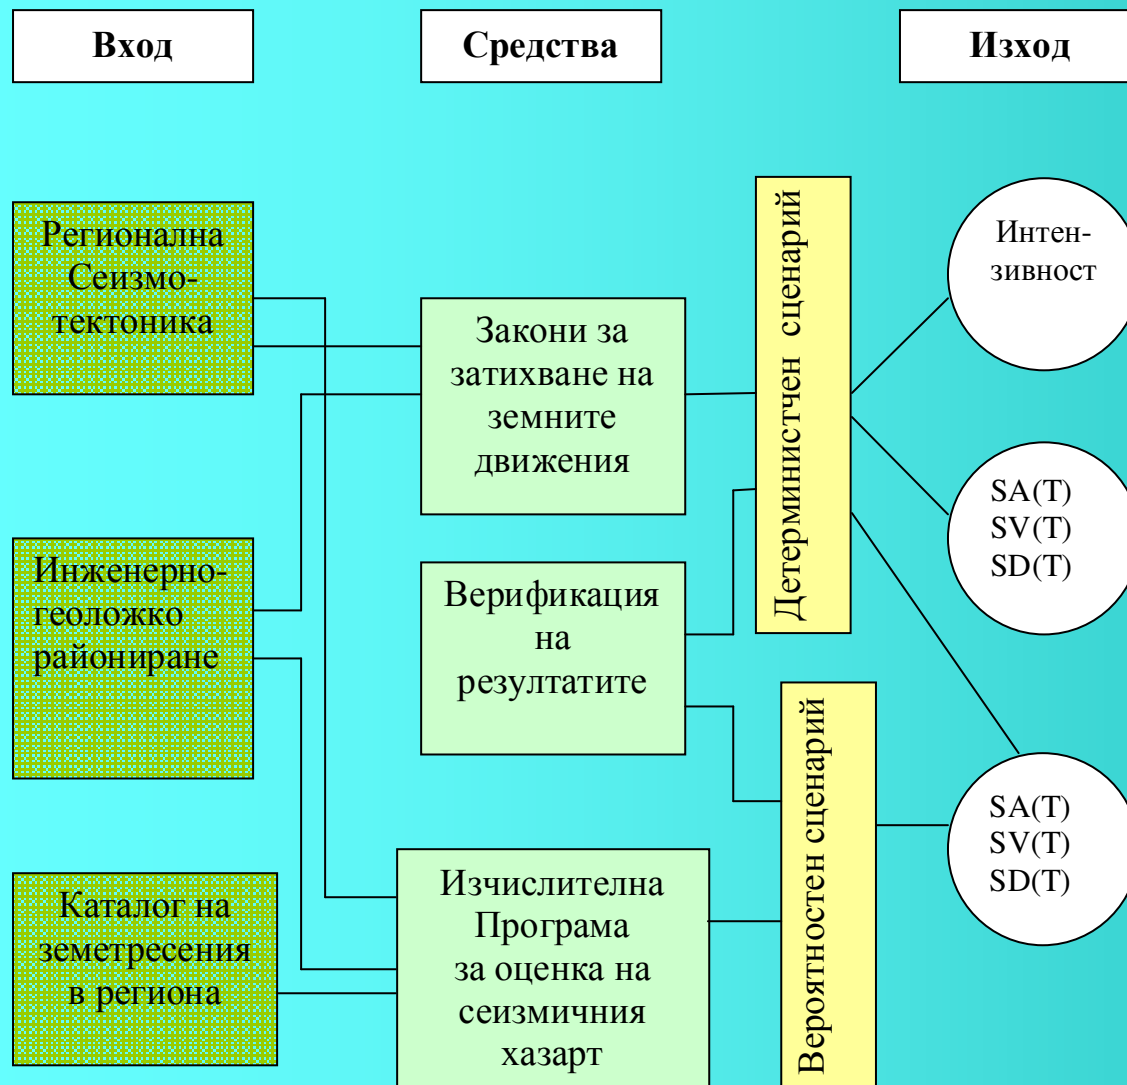 Вход
Средства
Изход
Регионална
Сеизмо-
тектоника
Инженерно-
геоложко
райониране
Каталог на
земетресения
в региона
Закони за
затихване на
земните
движения
Верификация
на
резултатите
Изчислителна
Програма
за оценка на
сеизмичния
хазарт
Детерминистчен сценарий
Вероятностен сценарий
Интен-
зивност
SA(T)
SV(T)
SD(T)
SA(T)
SV(T)
SD(T)